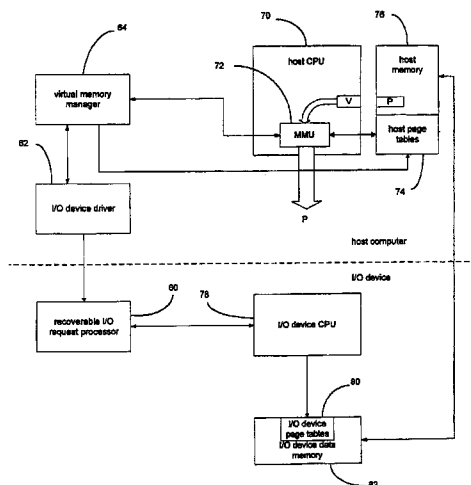 70
76
64
host CPU
host
memory
72
virtual memory
manager
V
P
MMU
host page
tables
62
74
I/O device driver
P
host computer
I/O device
60
78
recoverable I/O
request processor
I/O device CPU
80
I/O device
page tables
I/O device data
memory
82